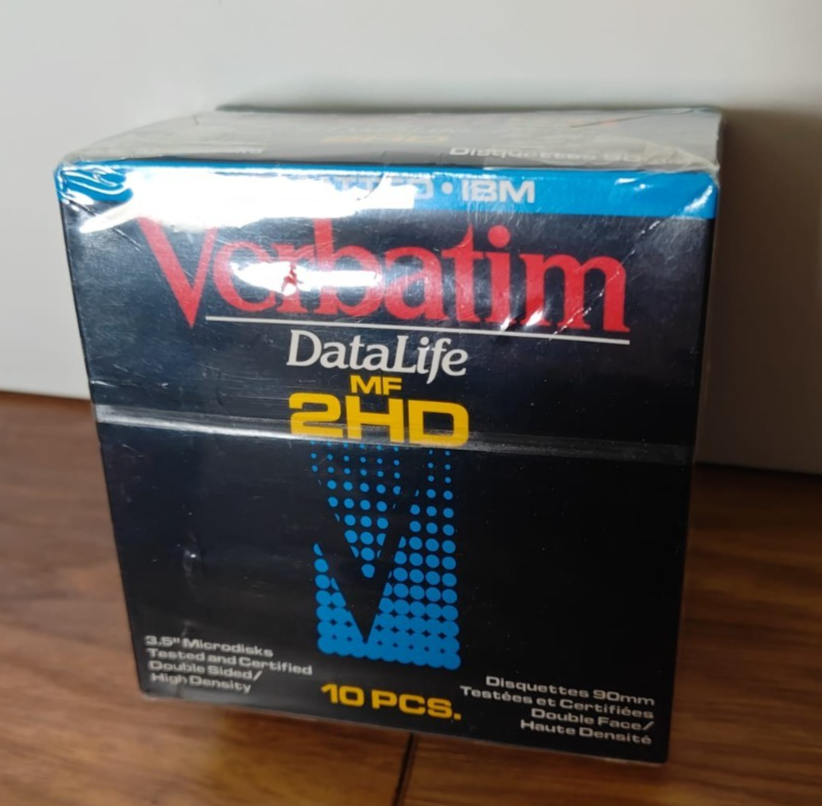 Disquettes
• IBM
Verbatim
DataLife
MF
2HD
3.5" Microdisks
Tested and Certified
Double Sided/
High Density
10 PCS.
Disquettes 90mm
Testées et Certifiées
Double Face/
Haute Densité